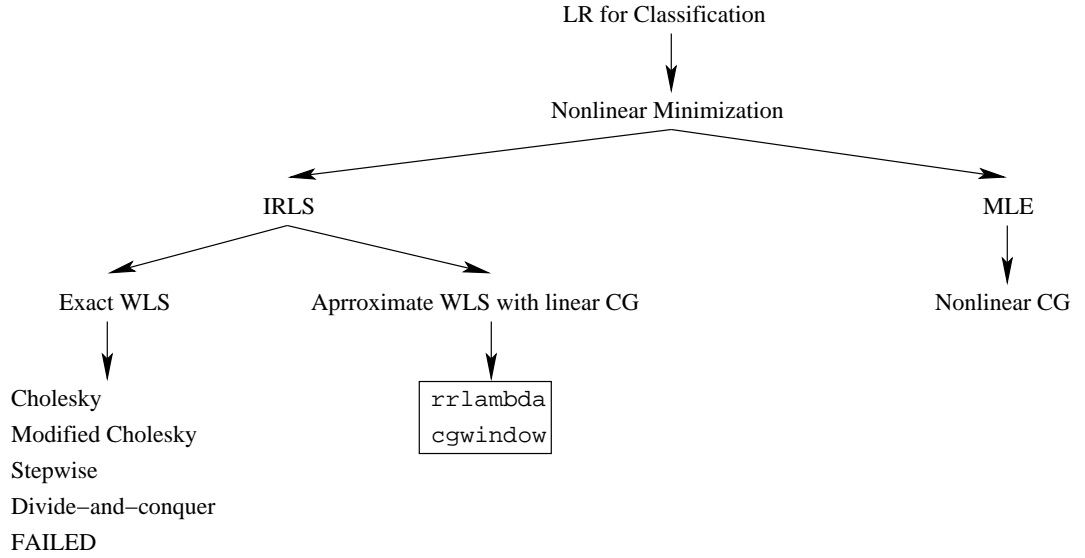 LR for Classification
Nonlinear Minimization
IRLS
MLE
Exact WLS
Aprroximate WLS with linear CG
Nonlinear CG
Cholesky
Modified Cholesky
Stepwise
Divide−and−conquer
FAILED
rrlambda
cgwindow